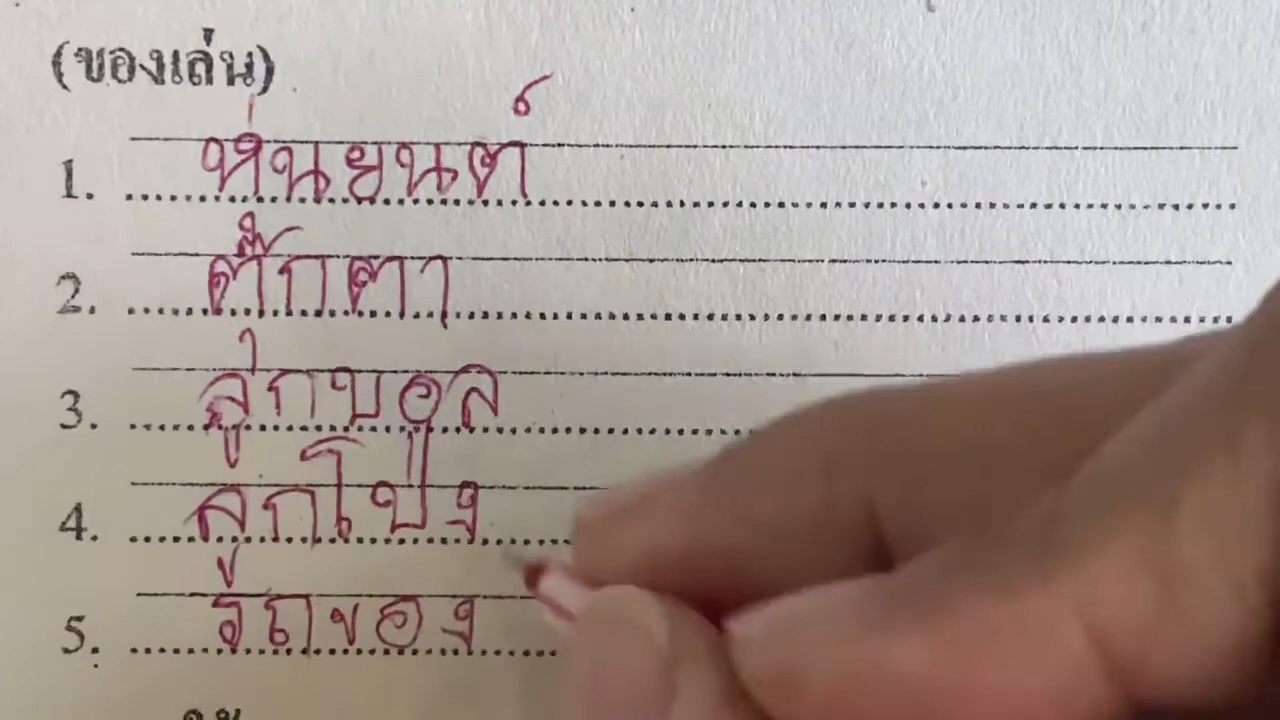 (ของเล่น)
1. หุ่นยนต์
2. ตุ๊กตา
3. ลู่กบอล
4. ลูกโป่ง
5. รถของ